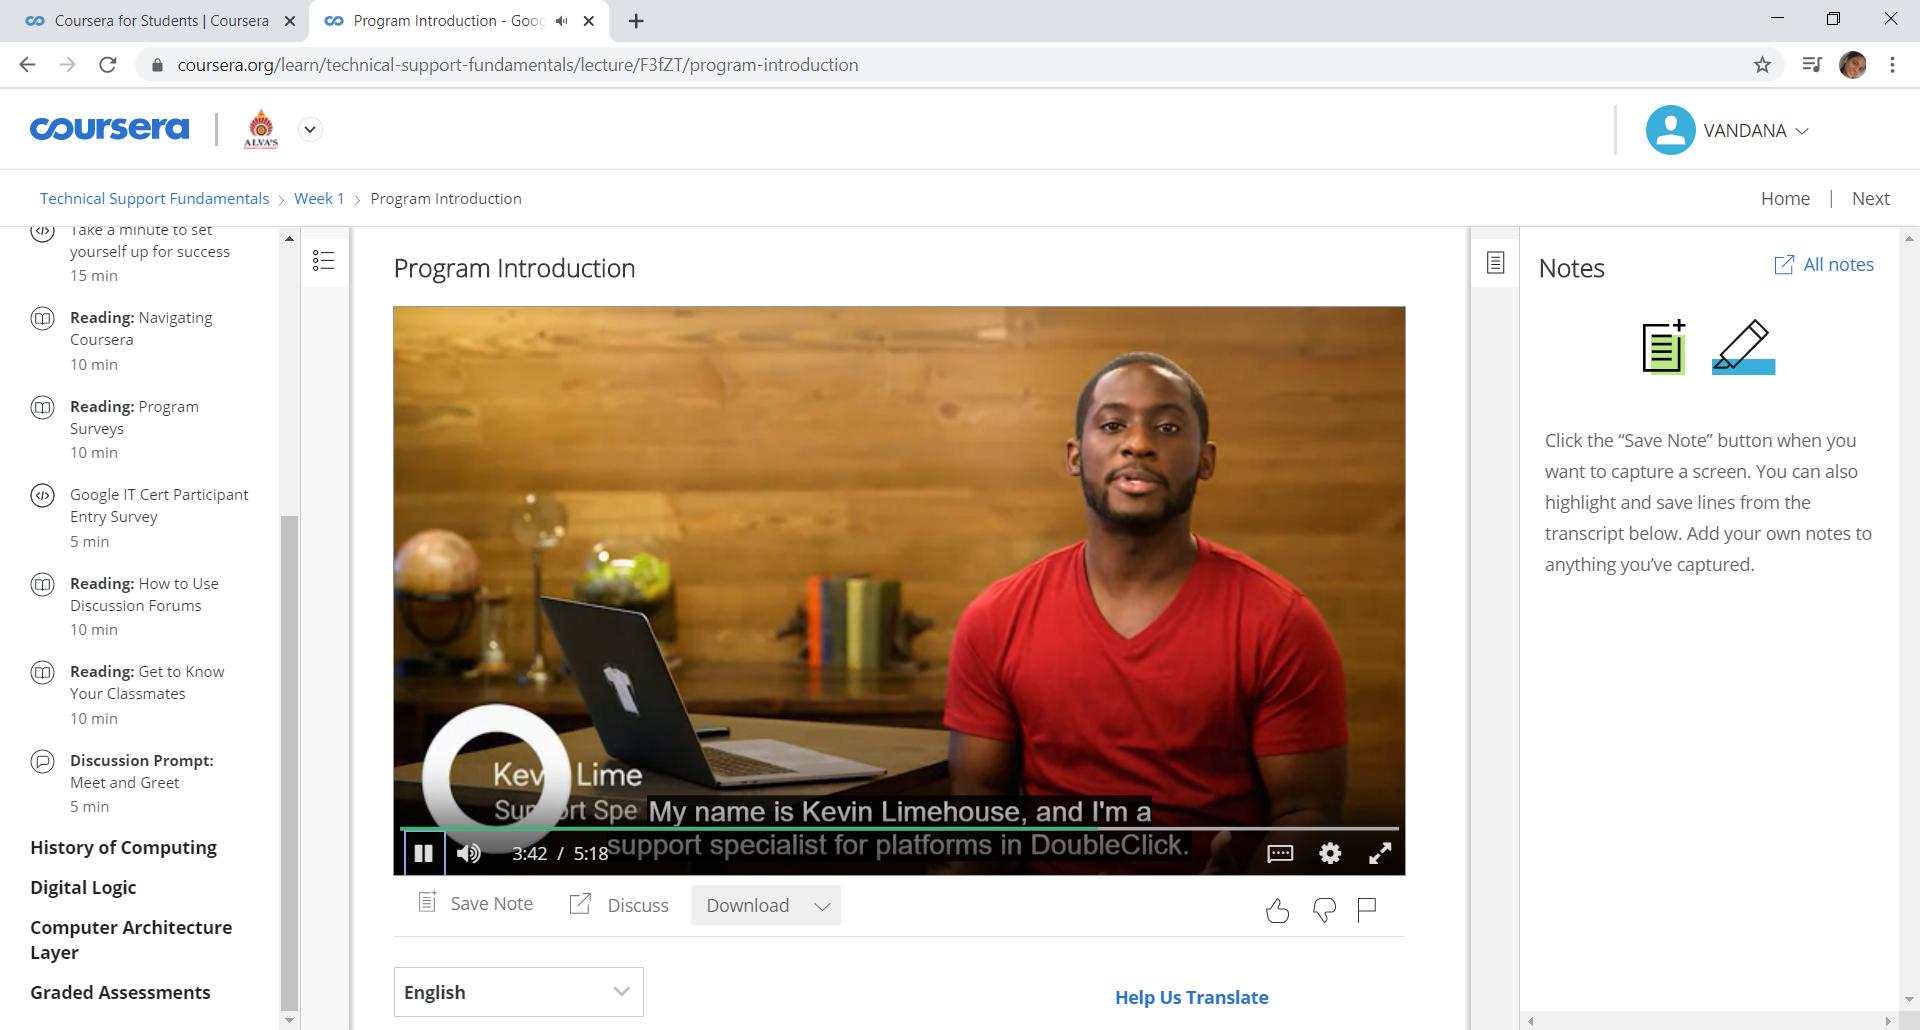 Coursera for Students | Coursera
Program Introduction - Goo
coursera.org/learn/technical-support-fundamentals/lecture/F3fZT/program-introduction
coursera
ALVA'S
VANDANA
Technical Support Fundamentals
Week 1
Program Introduction
Home | Next
Take a minute to set
yourself up for success
15 min
Reading: Navigating
Coursera
10 min
Reading: Program
Surveys
10 min
Google IT Cert Participant
Entry Survey
5 min
Reading: How to Use
Discussion Forums
10 min
Reading: Get to Know
Your Classmates
10 min
Discussion Prompt:
Meet and Greet
5 min
History of Computing
Digital Logic
Computer Architecture
Layer
Graded Assessments
Program Introduction
Kev Lime
Support Spe
My name is Kevin Limehouse, and I'm a
support specialist for platforms in DoubleClick.
3:42 / 5:18
Save Note
Discuss
Download
English
Help Us Translate
Notes
All notes
Click the “Save Note” button when you
want to capture a screen. You can also
highlight and save lines from the
transcript below. Add your own notes to
anything you’ve captured.